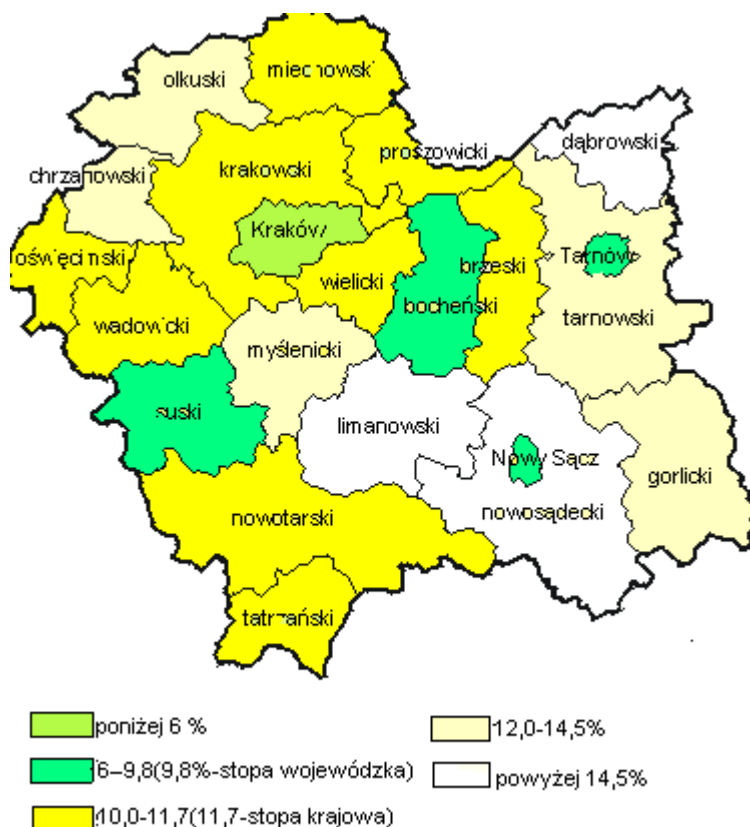 olkuski
miechowski
chrzanowski
krakowski
proszowicki
dąbrowski
Kraków
oświęcimski
wielicki
bocheński
brzeski
Tarnów
tarnowski
wadowicki
myślenicki
suski
limanowski
Nowy Sącz
nowosądecki
gorlicki
nowotarski
tatrzański
poniżej 6 %
12,0-14,5%
6–9,8(9,8%-stopa wojewódzka)
powyżej 14,5%
10,0-11,7(11,7-stopa krajowa)